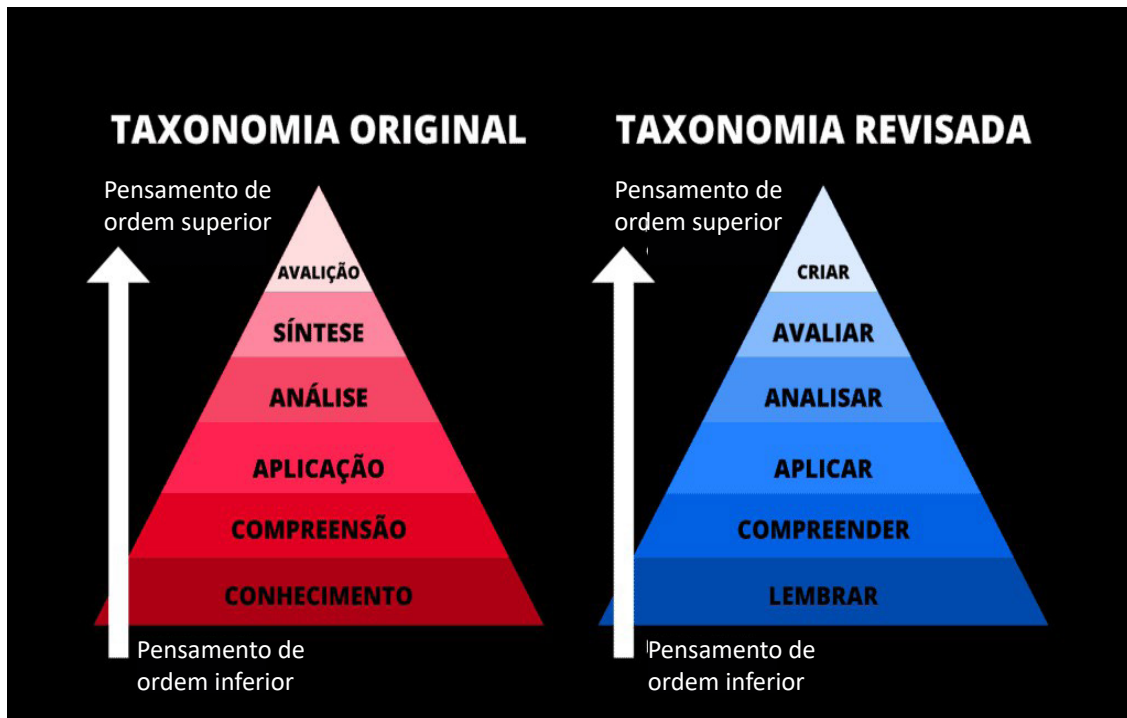 TAXONOMIA ORIGINAL
Pensamento de
ordem superior
AVALIÇÃO
SÍNTESE
ANÁLISE
APLICAÇÃO
COMPREENSÃO
CONHECIMENTO
Pensamento de
ordem inferior
TAXONOMIA REVISADA
Pensamento de
ordem superior
CRIAR
AVALIAR
ANALISAR
APLICAR
COMPREENDER
LEMBRAR
Pensamento de
ordem inferior